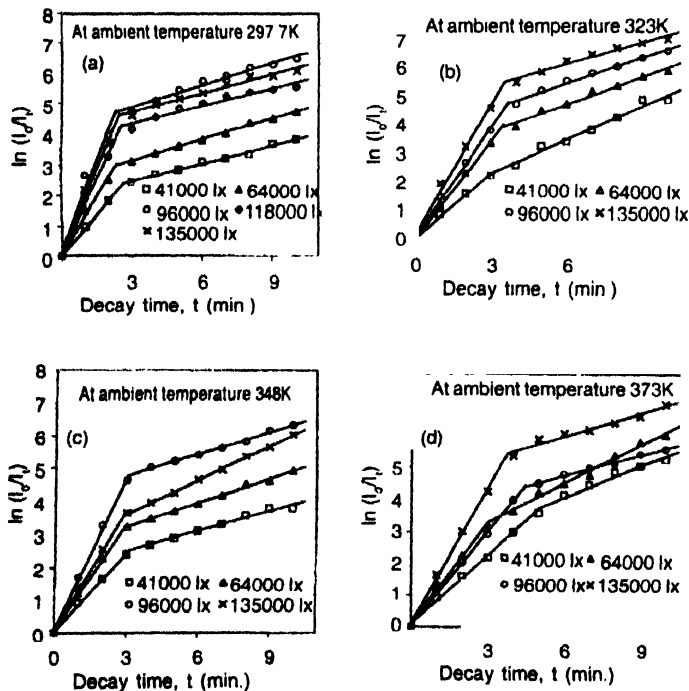 At ambient temperature 297 7K
(a)
8
7
6
5
4
3
2
1
0
ln (I₀/Iₜ)
□ 41000 lx ▲ 64000 lx
○ 96000 lx ◆ 118000 lx
× 135000 lx
0 3 6 9
Decay time, t (min )
At ambient temperature 323K
(b)
7
6
5
4
3
2
1
0
ln (I₀/Iₜ)
□ 41000 lx ▲ 64000 lx
○ 96000 lx × 135000 lx
0 3 6
Decay time, t (min )
At ambient temperature 348K
(c)
8
7
6
5
4
3
2
1
0
ln (I₀/Iₜ)
□ 41000 lx ▲ 64000 lx
○ 96000 lx × 135000 lx
0 3 6 9
Decay time, t (min.)
At ambient temperature 373K
(d)
5
4
3
2
1
0
ln (I₀/Iₜ)
□ 41000 lx ▲ 64000 lx
○ 96000 lx × 135000 lx
0 3 6 9
Decay time, t (min.)